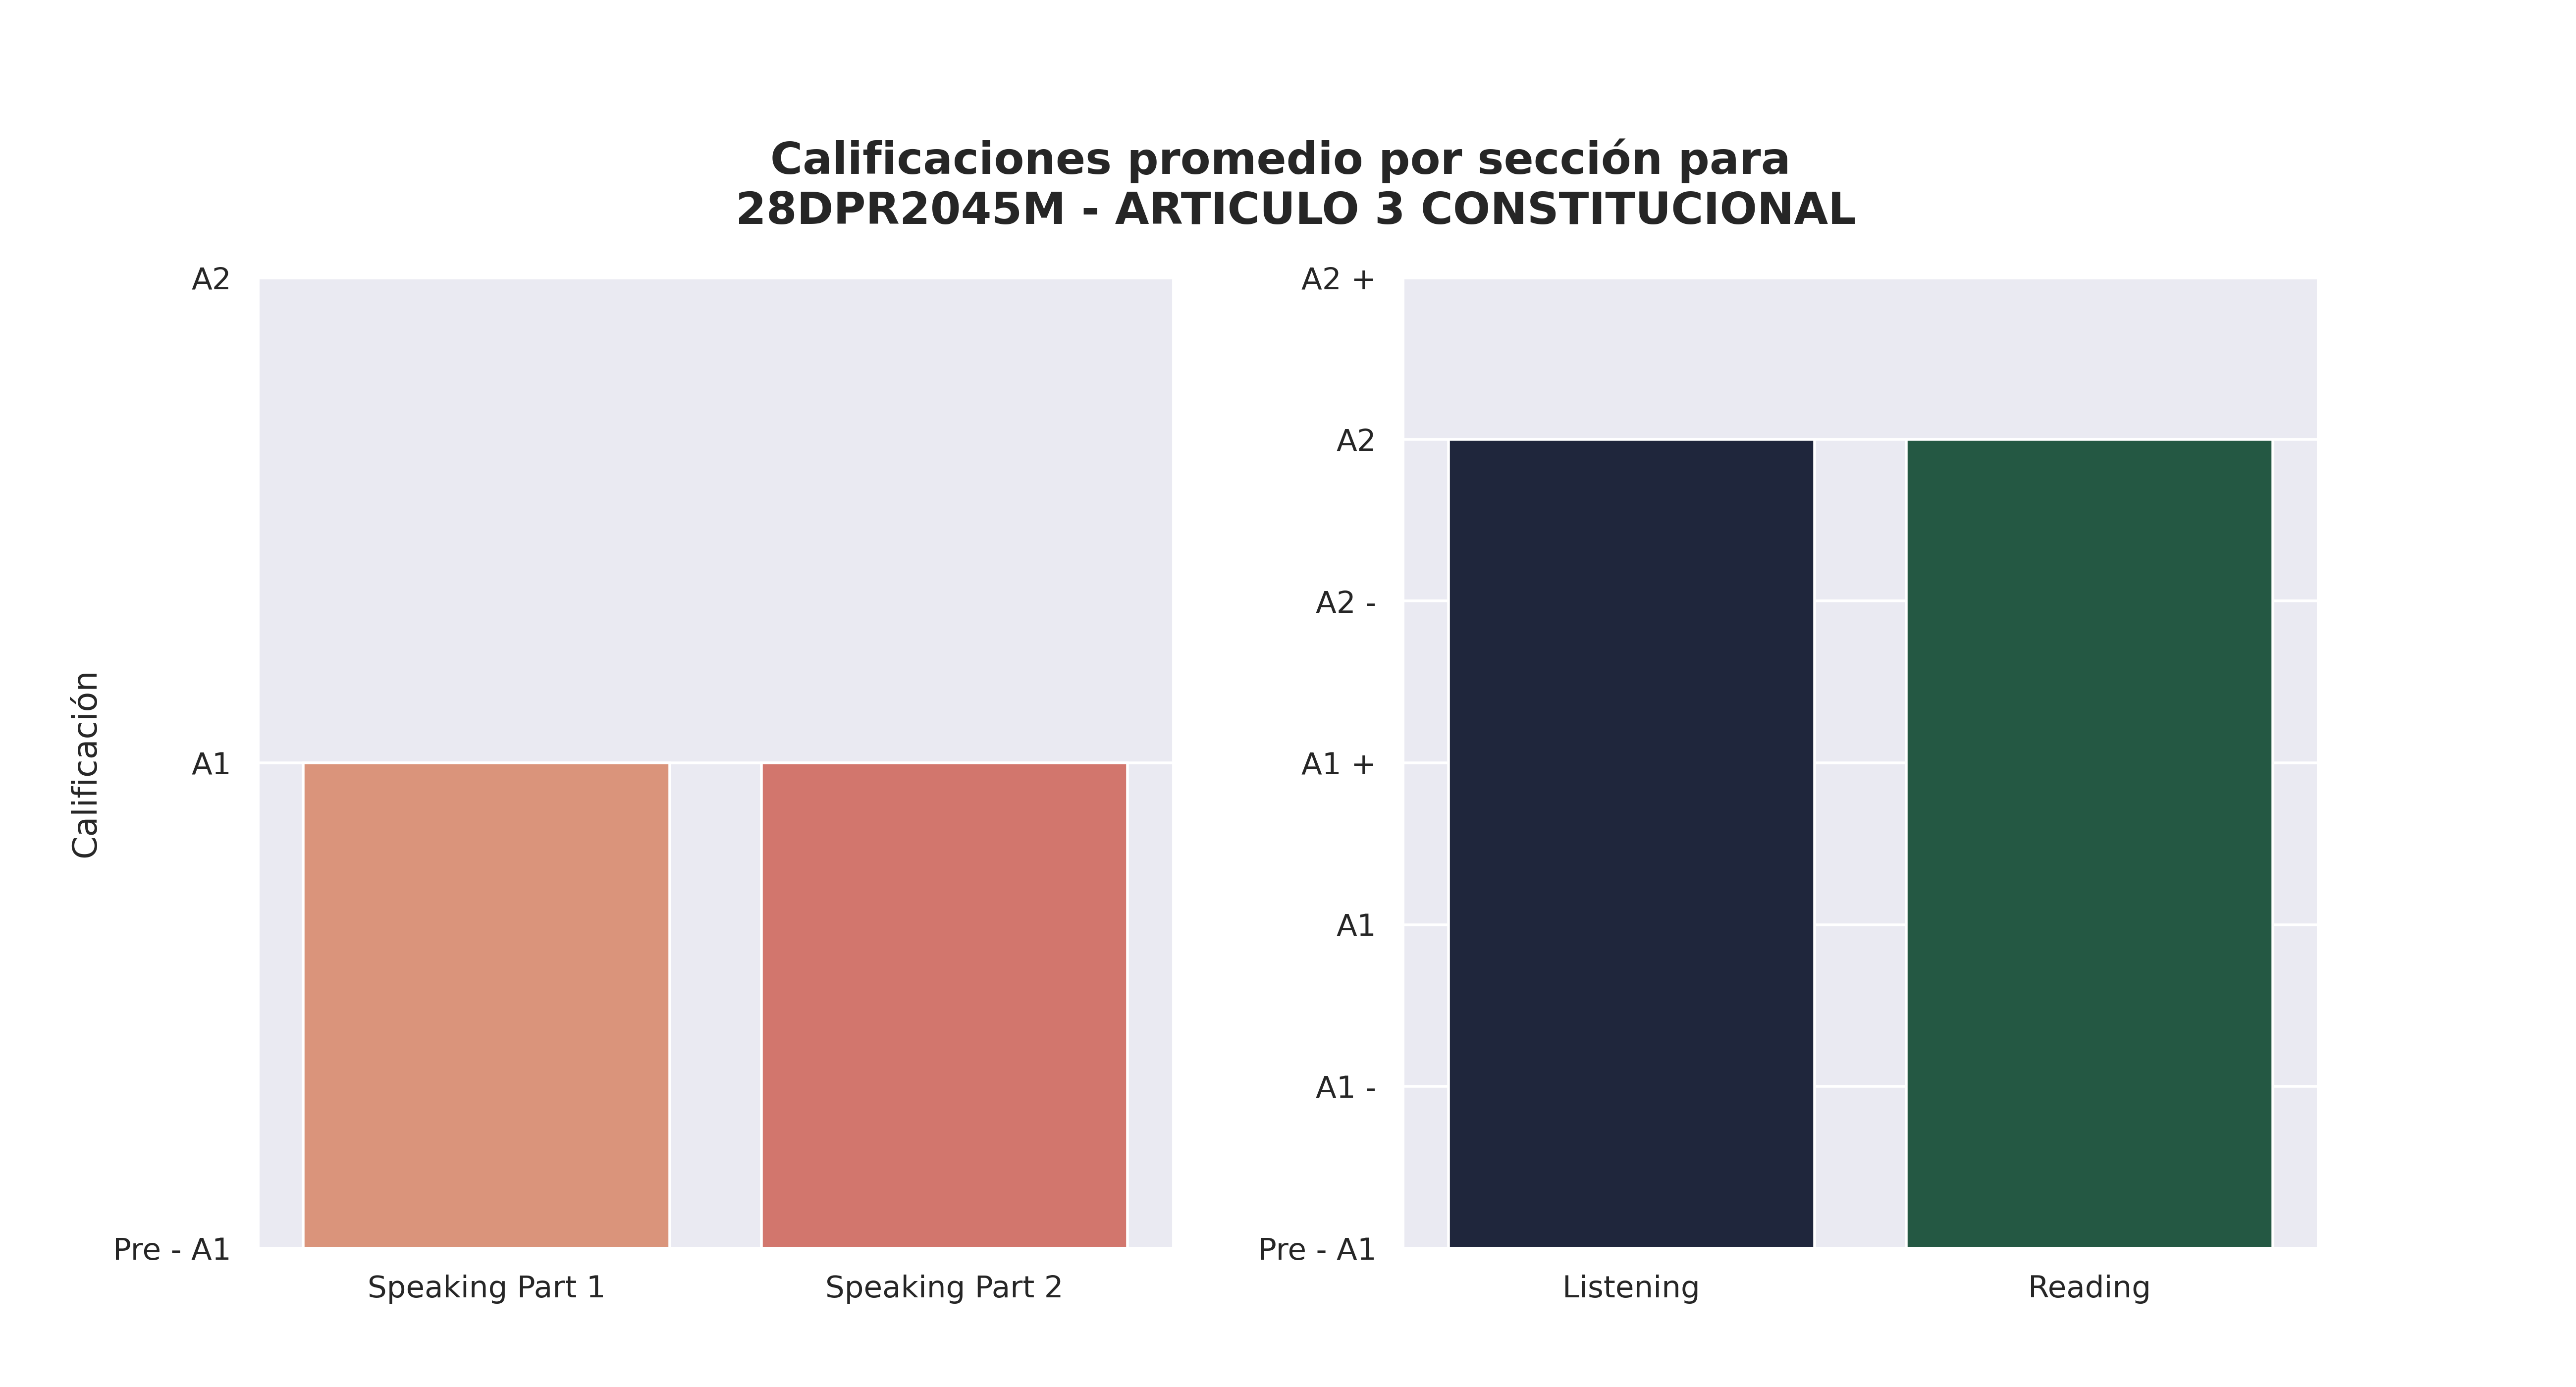 Calificaciones promedio por sección para
28DPR2045M - ARTICULO 3 CONSTITUCIONAL
Calificación
A2
A1
Pre - A1
Speaking Part 1
Speaking Part 2
A2 +
A2
A2 -
A1 +
A1
A1 -
Pre - A1
Listening
Reading